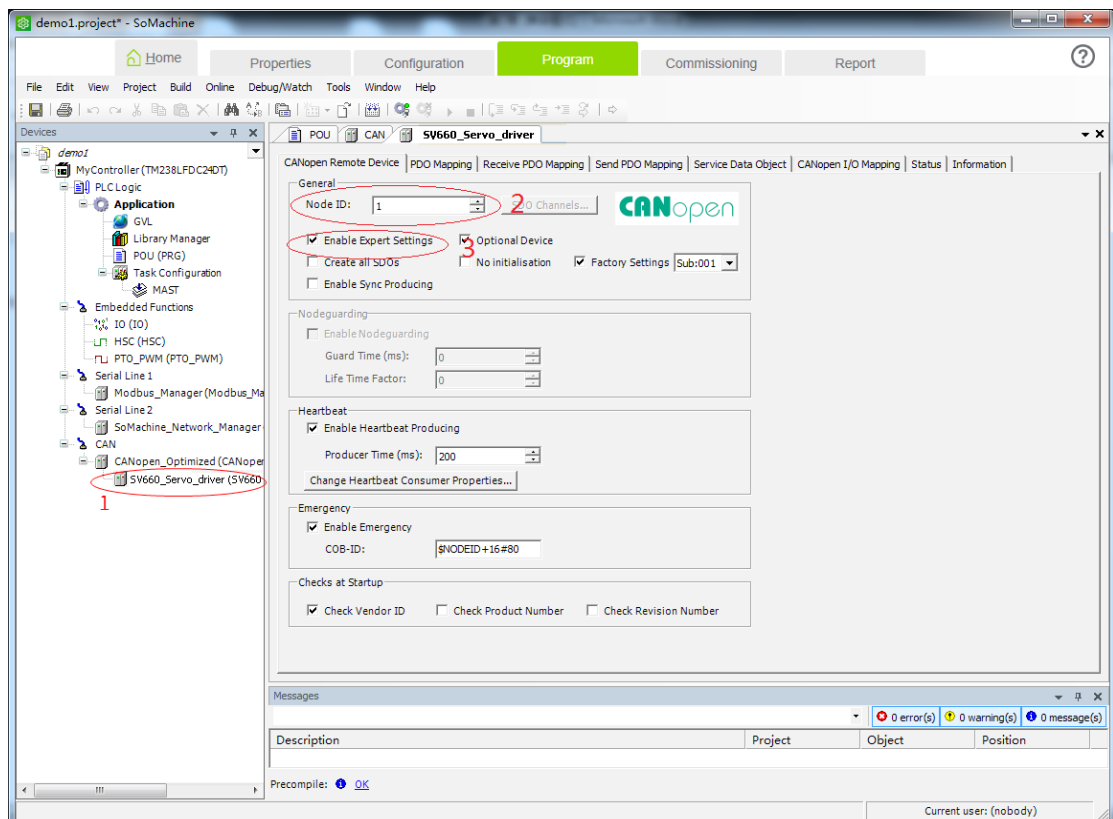 demo1.project* - SoMachine
Home Properties Configuration Program Commissioning Report ?
File Edit View Project Build Online Debug/Watch Tools Window Help
Devices
demo1
MyController (TM238LFDC24DT)
PLC Logic
Application
GVL
Library Manager
POU (PRG)
Task Configuration
MAST
Embedded Functions
IO (IO)
HSC (HSC)
PTO_PWM (PTO_PWM)
Serial Line 1
Modbus_Manager (Modbus_Ma
Serial Line 2
SoMachine_Network_Manager
CAN
CANopen_Optimized (CANoper
SV660_Servo_driver (SV660
1
POU CAN SV660_Servo_driver
CANopen Remote Device PDO Mapping Receive PDO Mapping Send PDO Mapping Service Data Object CANopen I/O Mapping Status Information
General
Node ID: 1 2 SDO Channels... CANopen
Enable Expert Settings 3 Optional Device
Create all SDOs No initialisation Factory Settings Sub:001
Enable Sync Producing
Nodeguarding
Enable Nodeguarding
Guard Time (ms): 0
Life Time Factor: 0
Heartbeat
Enable Heartbeat Producing
Producer Time (ms): 200
Change Heartbeat Consumer Properties...
Emergency
Enable Emergency
COB-ID: $NODEID+16#80
Checks at Startup
Check Vendor ID Check Product Number Check Revision Number
Messages
0 error(s) 0 warning(s) 0 message(s)
Description Project Object Position
Precompile: OK
Current user: (nobody)